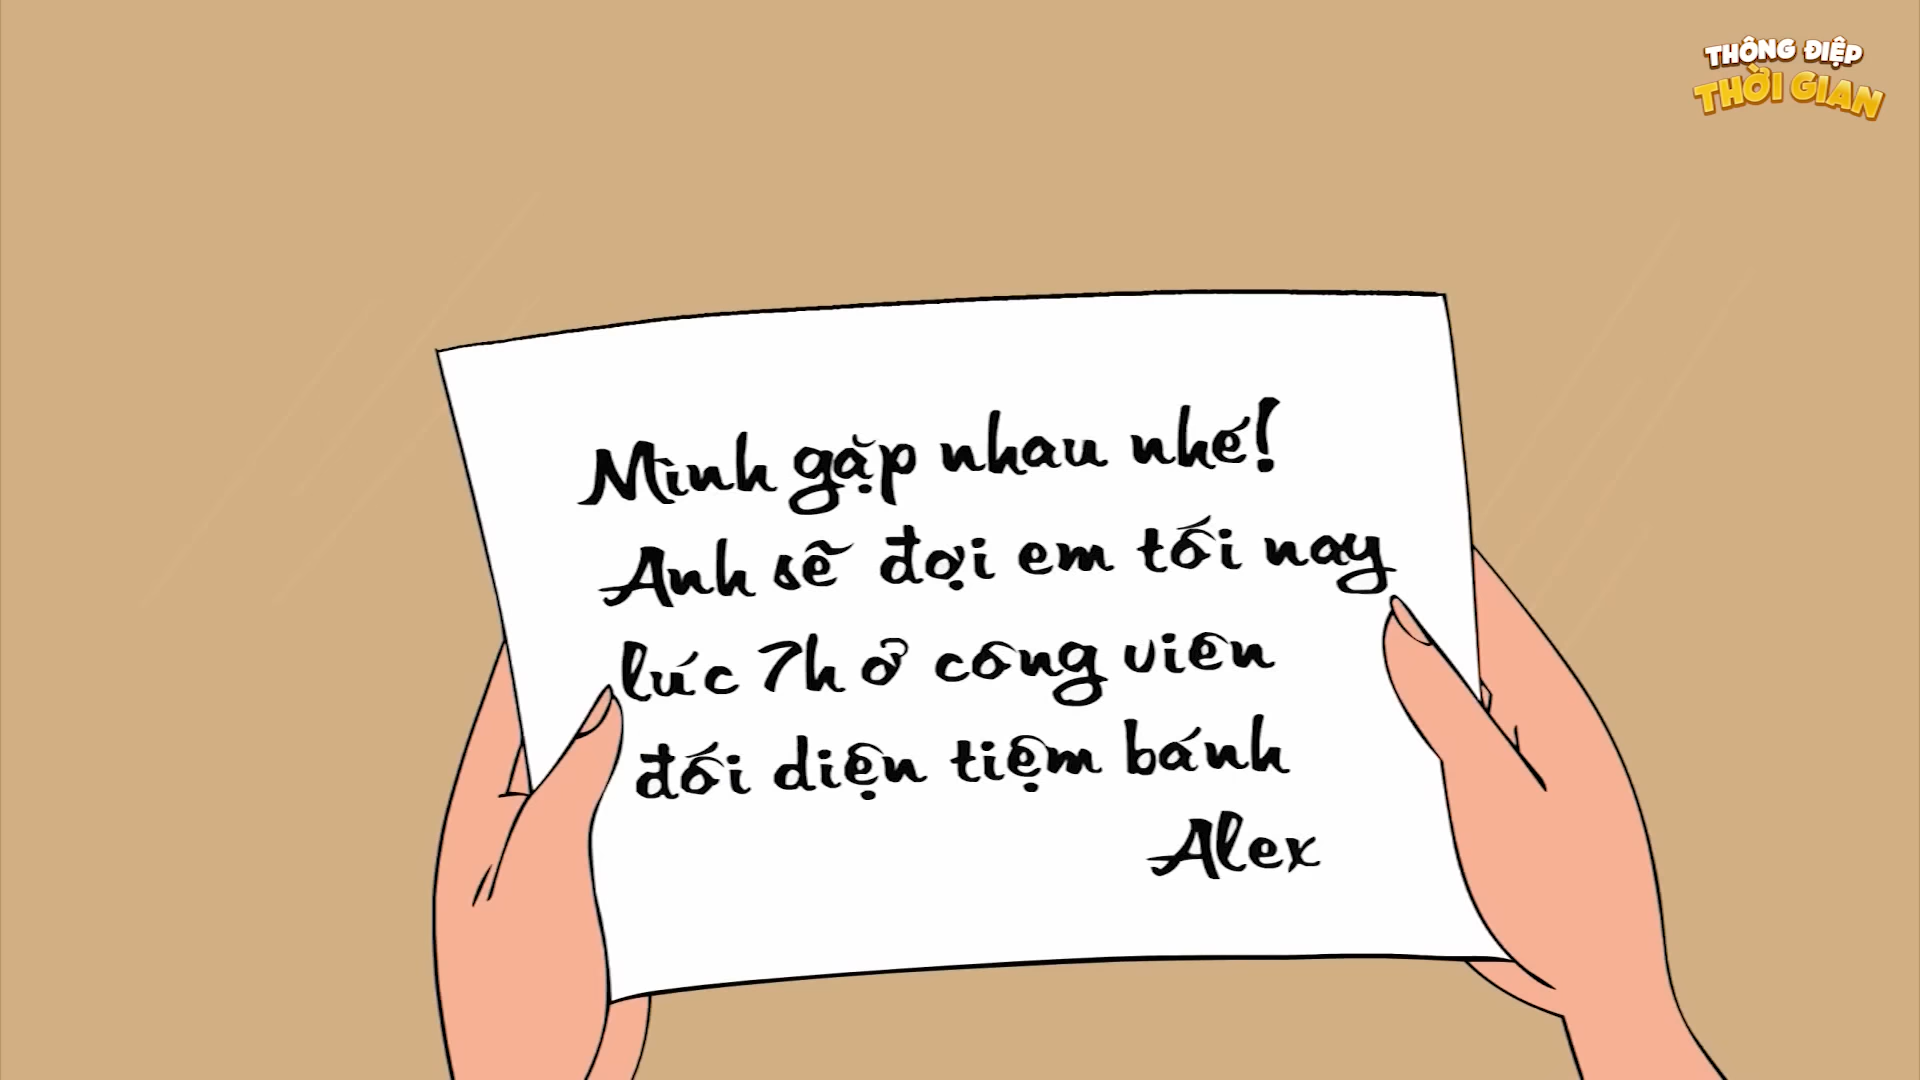 THÔNG ĐIỆP
THỜI GIAN
Mình gặp nhau nhé!
Anh sẽ đợi em tối nay
lúc 7h ở công viên
đối diện tiệm bánh
Alex